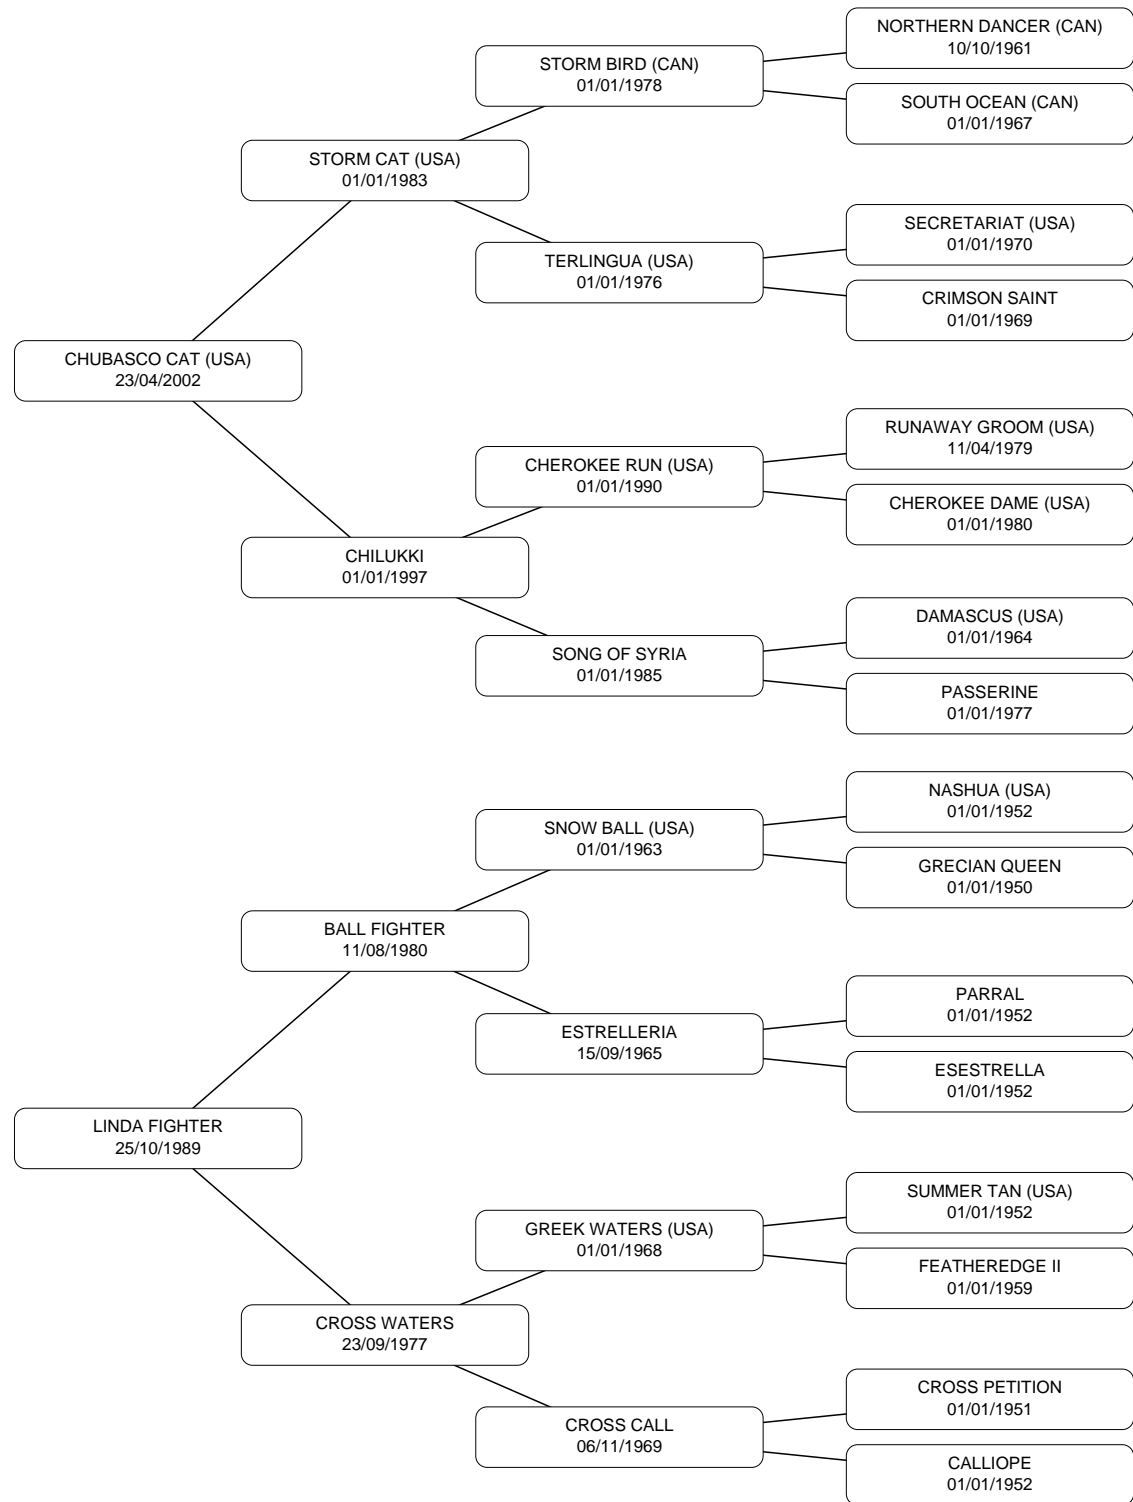 NORTHERN DANCER (CAN)
10/10/1961
STORM BIRD (CAN)
01/01/1978
SOUTH OCEAN (CAN)
01/01/1967
STORM CAT (USA)
01/01/1983
SECRETARIAT (USA)
01/01/1970
TERLINGUA (USA)
01/01/1976
CRIMSON SAINT
01/01/1969
CHUBASCO CAT (USA)
23/04/2002
RUNAWAY GROOM (USA)
11/04/1979
CHEROKEE RUN (USA)
01/01/1990
CHEROKEE DAME (USA)
01/01/1980
CHILUKKI
01/01/1997
DAMASCUS (USA)
01/01/1964
SONG OF SYRIA
01/01/1985
PASSERINE
01/01/1977
NASHUA (USA)
01/01/1952
SNOW BALL (USA)
01/01/1963
GRECIAN QUEEN
01/01/1950
BALL FIGHTER
11/08/1980
PARRAL
01/01/1952
ESTRELLERIA
15/09/1965
ESESTRELLA
01/01/1952
LINDA FIGHTER
25/10/1989
SUMMER TAN (USA)
01/01/1952
GREEK WATERS (USA)
01/01/1968
FEATHEREDGE II
01/01/1959
CROSS WATERS
23/09/1977
CROSS PETITION
01/01/1951
CROSS CALL
06/11/1969
CALLIOPE
01/01/1952